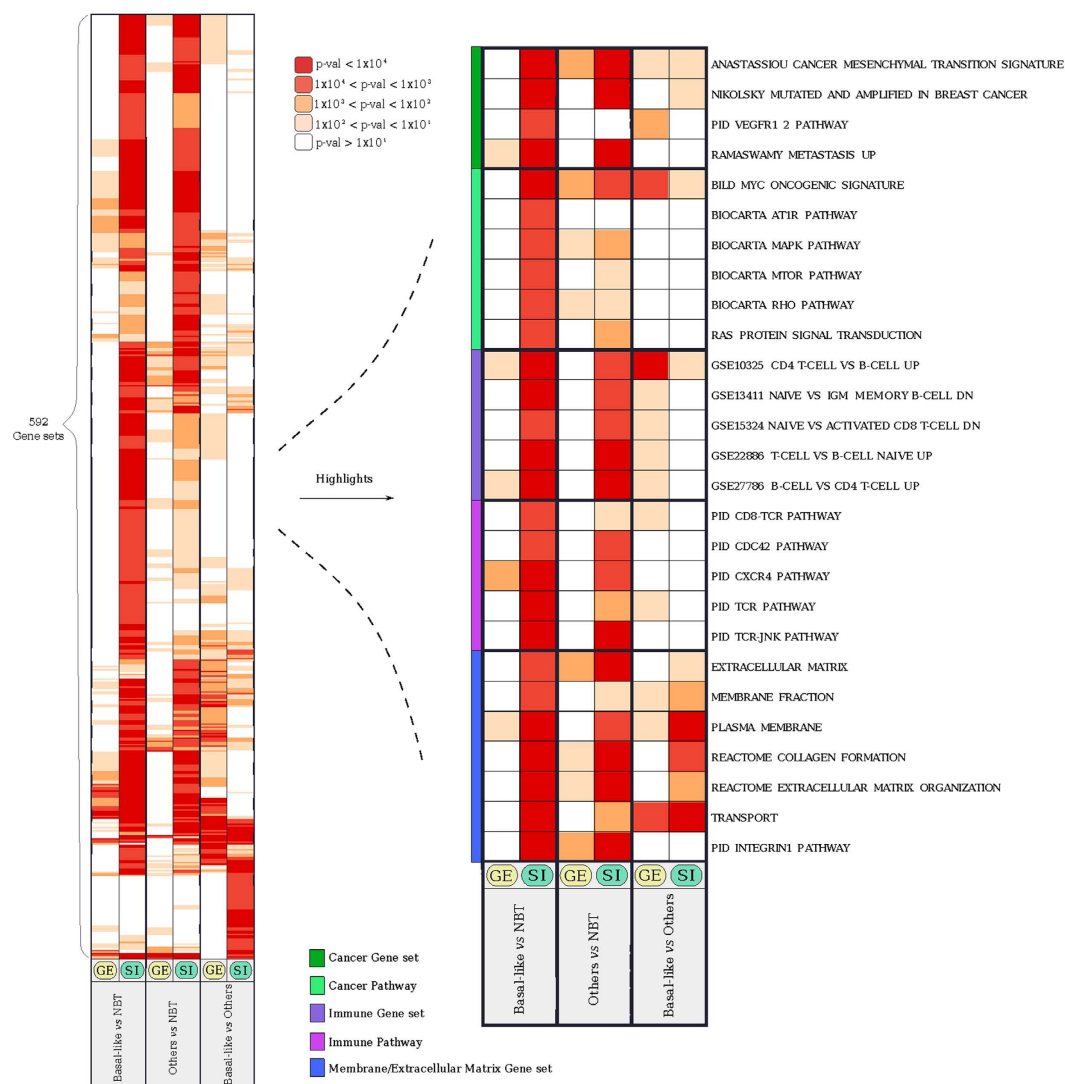 592
Gene sets
GE SI GE SI GE SI
Basal-like vs NBT
Others vs NBT
Basal-like vs Others
p-val < 1x10⁴
1x10⁴ < p-val < 1x10³
1x10³ < p-val < 1x10²
1x10² < p-val < 1x10¹
p-val > 1x10¹
Highlights
ANASTASSIOU CANCER MESENCHYMAL TRANSITION SIGNATURE
NIKOLSKY MUTATED AND AMPLIFIED IN BREAST CANCER
PID VEGFR1 2 PATHWAY
RAMASWAMY METASTASIS UP
BILD MYC ONCOGENIC SIGNATURE
BIOCARTA AT1R PATHWAY
BIOCARTA MAPK PATHWAY
BIOCARTA MTOR PATHWAY
BIOCARTA RHO PATHWAY
RAS PROTEIN SIGNAL TRANSDUCTION
GSE10325 CD4 T-CELL VS B-CELL UP
GSE13411 NAIVE VS IGM MEMORY B-CELL DN
GSE15324 NAIVE VS ACTIVATED CD8 T-CELL DN
GSE22886 T-CELL VS B-CELL NAIVE UP
GSE27786 B-CELL VS CD4 T-CELL UP
PID CD8-TCR PATHWAY
PID CDC42 PATHWAY
PID CXCR4 PATHWAY
PID TCR PATHWAY
PID TCR-JNK PATHWAY
EXTRACELLULAR MATRIX
MEMBRANE FRACTION
PLASMA MEMBRANE
REACTOME COLLAGEN FORMATION
REACTOME EXTRACELLULAR MATRIX ORGANIZATION
TRANSPORT
PID INTEGRIN1 PATHWAY
GE SI GE SI GE SI
Basal-like vs NBT
Others vs NBT
Basal-like vs Others
Cancer Gene set
Cancer Pathway
Immune Gene set
Immune Pathway
Membrane/Extracellular Matrix Gene set